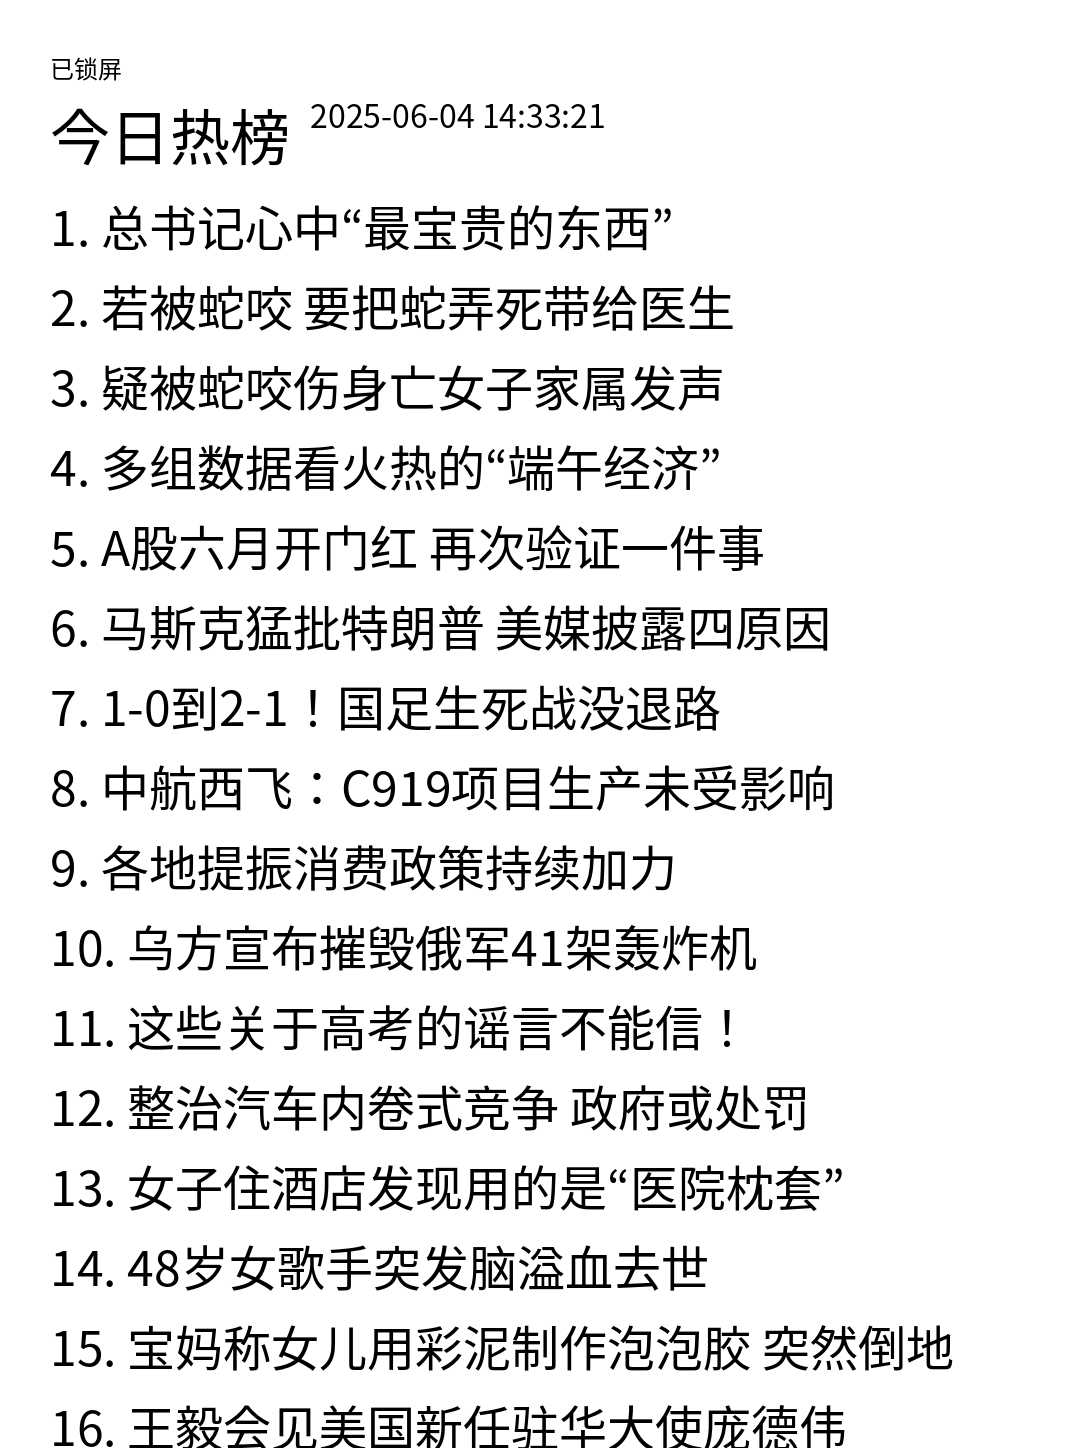 已锁屏
今日热榜 2025-06-04 14:33:21
1. 总书记心中“最宝贵的东西”
2. 若被蛇咬 要把蛇弄死带给医生
3. 疑被蛇咬伤身亡女子家属发声
4. 多组数据看火热的“端午经济”
5. A股六月开门红 再次验证一件事
6. 马斯克猛批特朗普 美媒披露四原因
7. 1-0到2-1！国足生死战没退路
8. 中航西飞：C919项目生产未受影响
9. 各地提振消费政策持续加力
10. 乌方宣布摧毁俄军41架轰炸机
11. 这些关于高考的谣言不能信！
12. 整治汽车内卷式竞争 政府或处罚
13. 女子住酒店发现用的是“医院枕套”
14. 48岁女歌手突发脑溢血去世
15. 宝妈称女儿用彩泥制作泡泡胶 突然倒地
16. 王毅会见美国新任驻华大使庞德伟